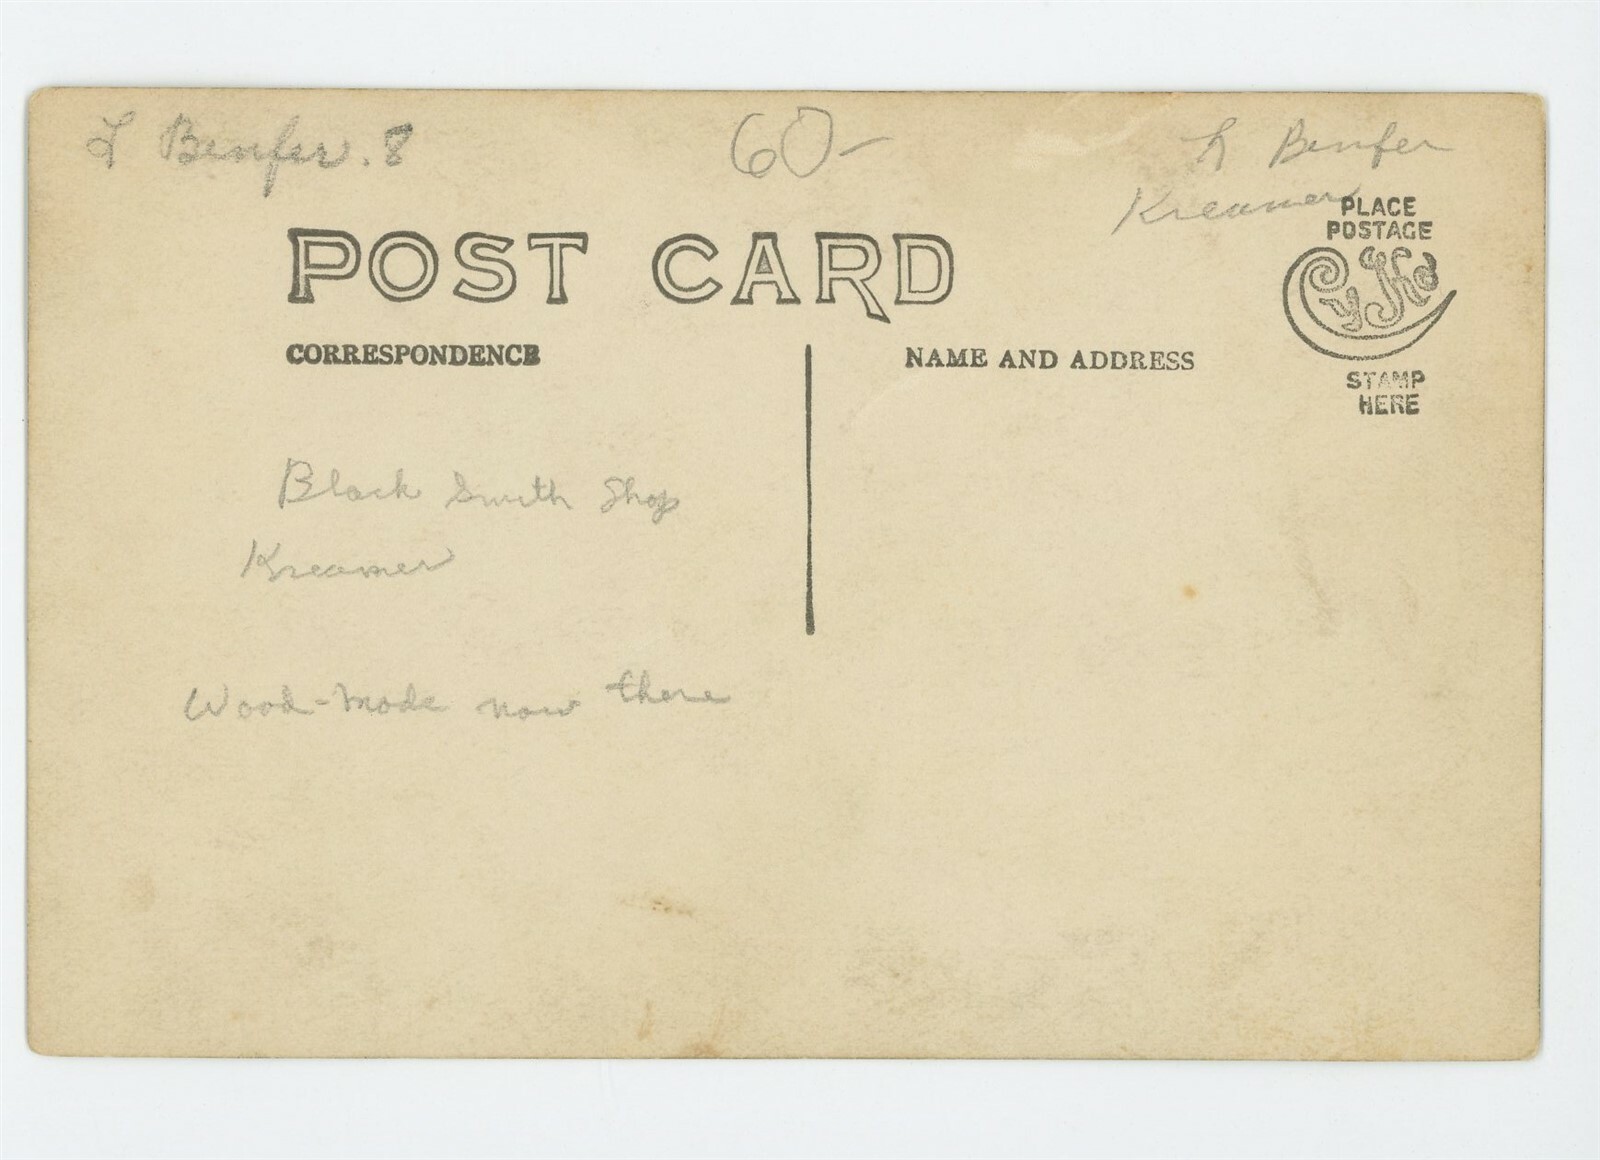 L Benfer. 8
60-
L Benfer
Kreamer
PLACE
POSTAGE
POST CARD
CORRESPONDENCE
NAME AND ADDRESS
STAMP
HERE
Black Smith Shop
Kreamer
Wood-Mode now there